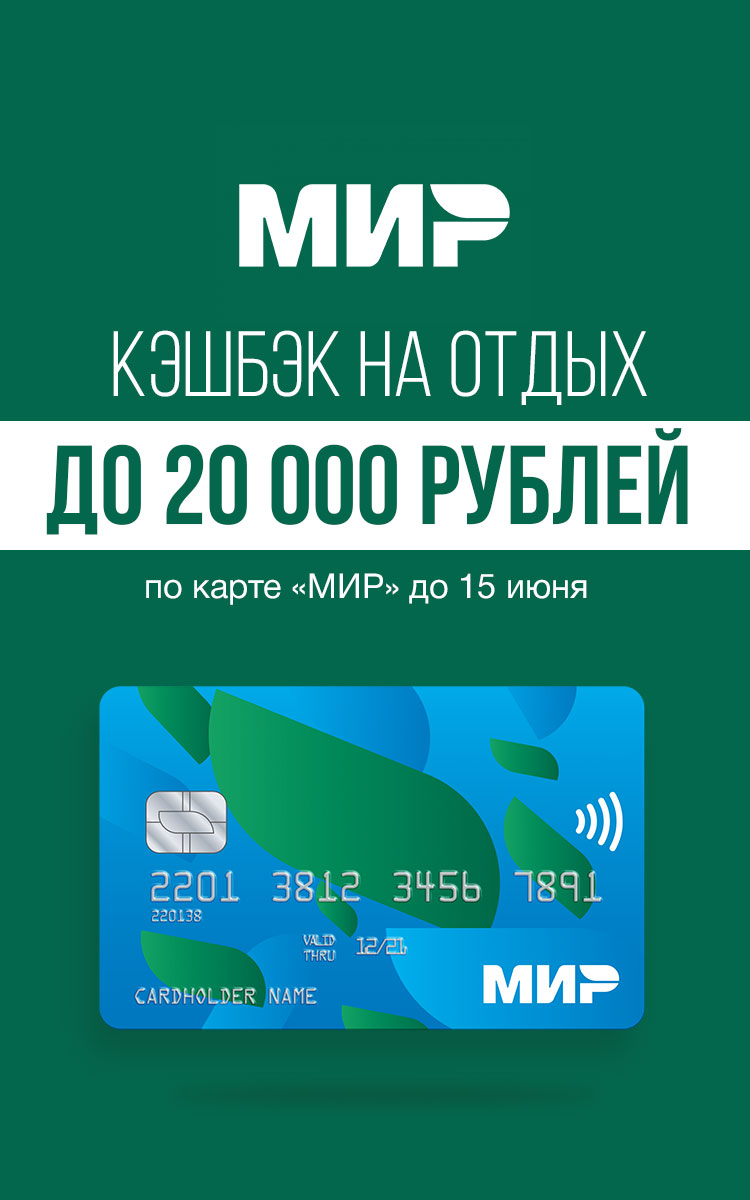 МИР
КЭШБЭК НА ОТДЫХ
ДО 20 000 РУБЛЕЙ
по карте «МИР» до 15 июня
2201 3812 3456 7891
220138
VALID THRU 12/21
CARDHOLDER NAME
МИР